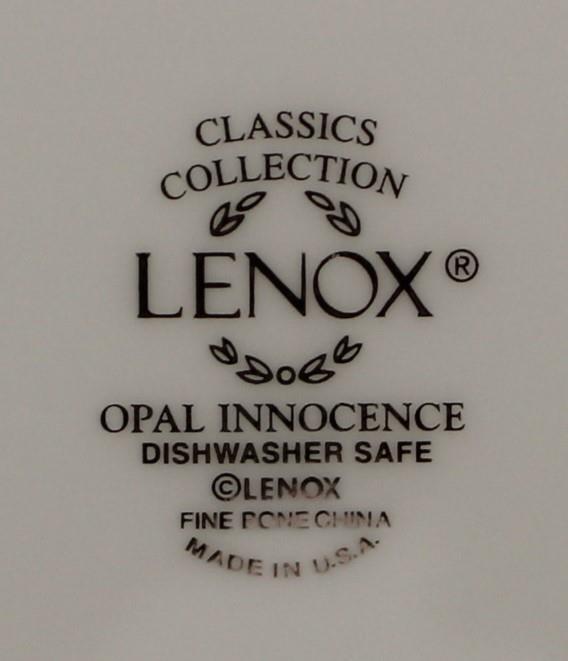 CLASSICS
COLLECTION
LENOX®
OPAL INNOCENCE
DISHWASHER SAFE
©LENOX
FINE BONE CHINA
MADE IN U.S.A.